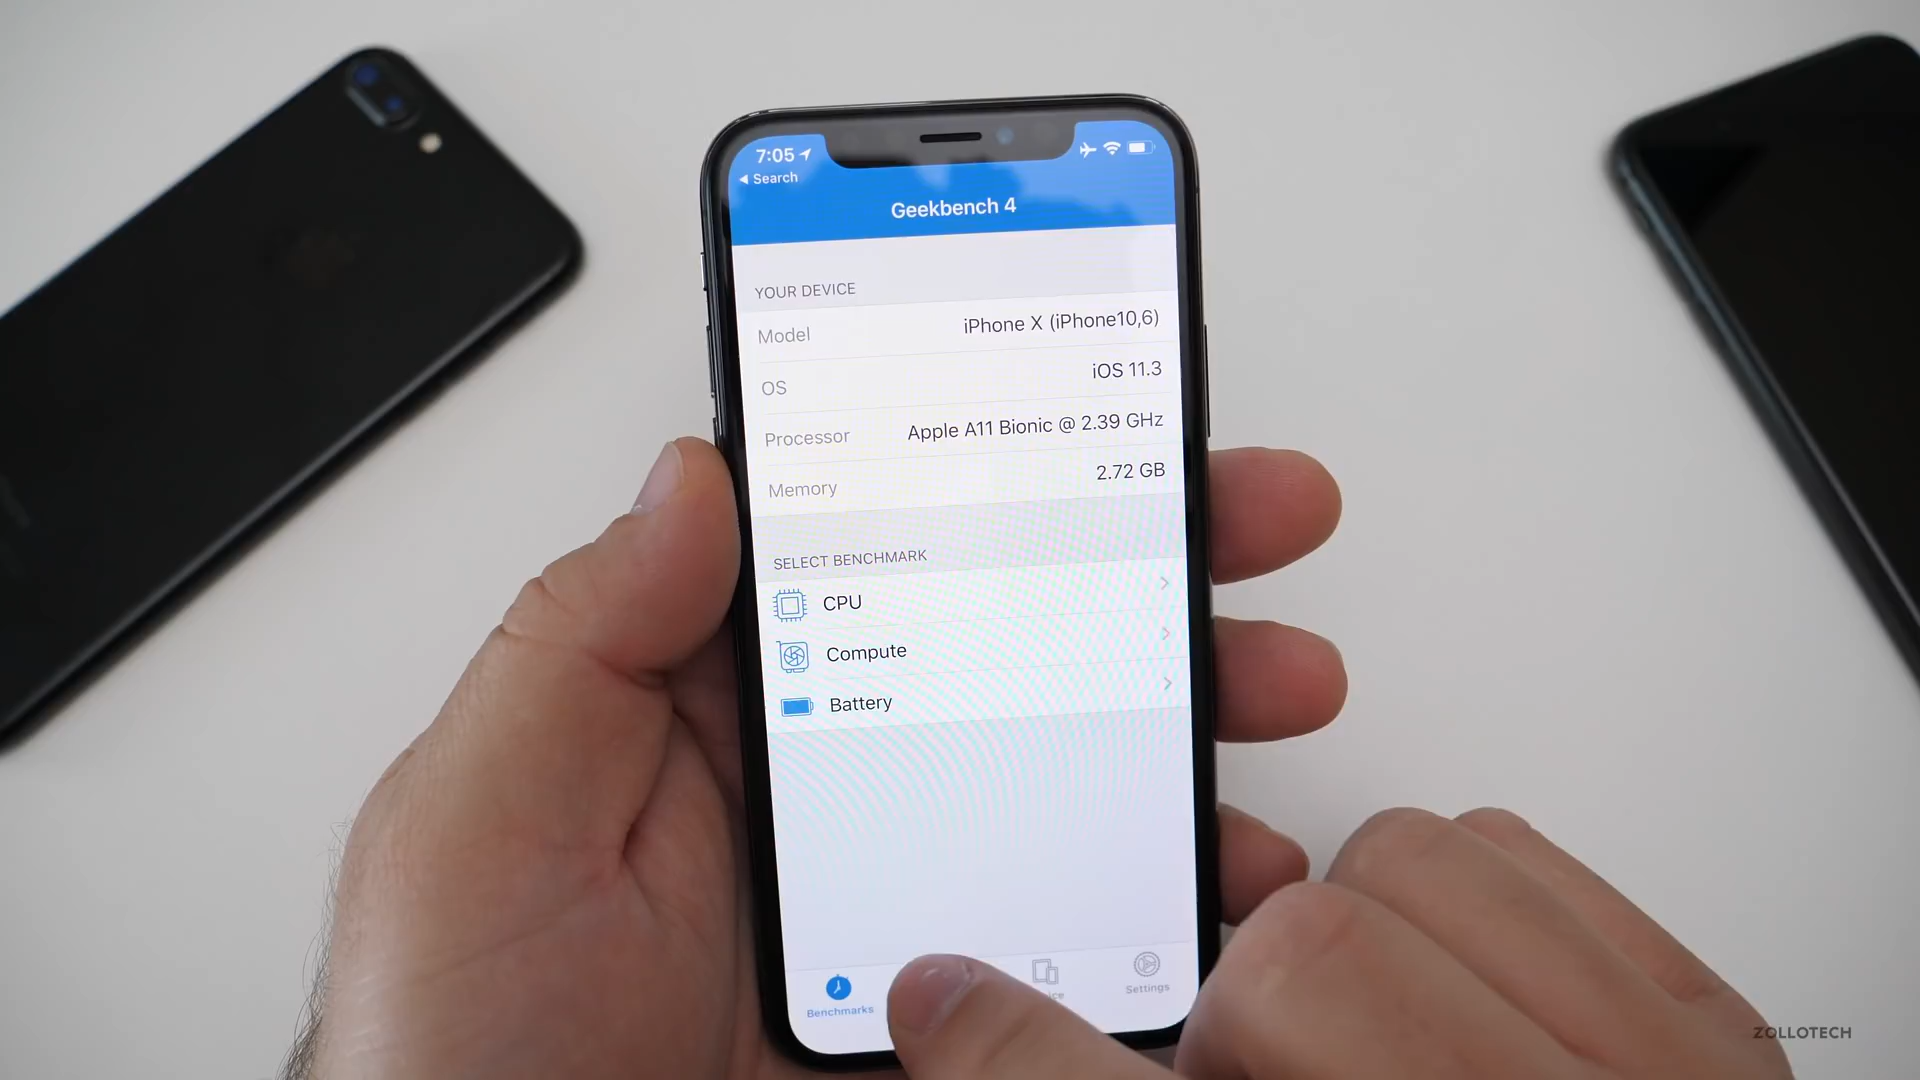 7:05
Search
Geekbench 4
YOUR DEVICE
Model iPhone X (iPhone10,6)
OS iOS 11.3
Processor Apple A11 Bionic @ 2.39 GHz
Memory 2.72 GB
SELECT BENCHMARK
CPU
Compute
Battery
Benchmarks
Settings
ZOLLOTECH